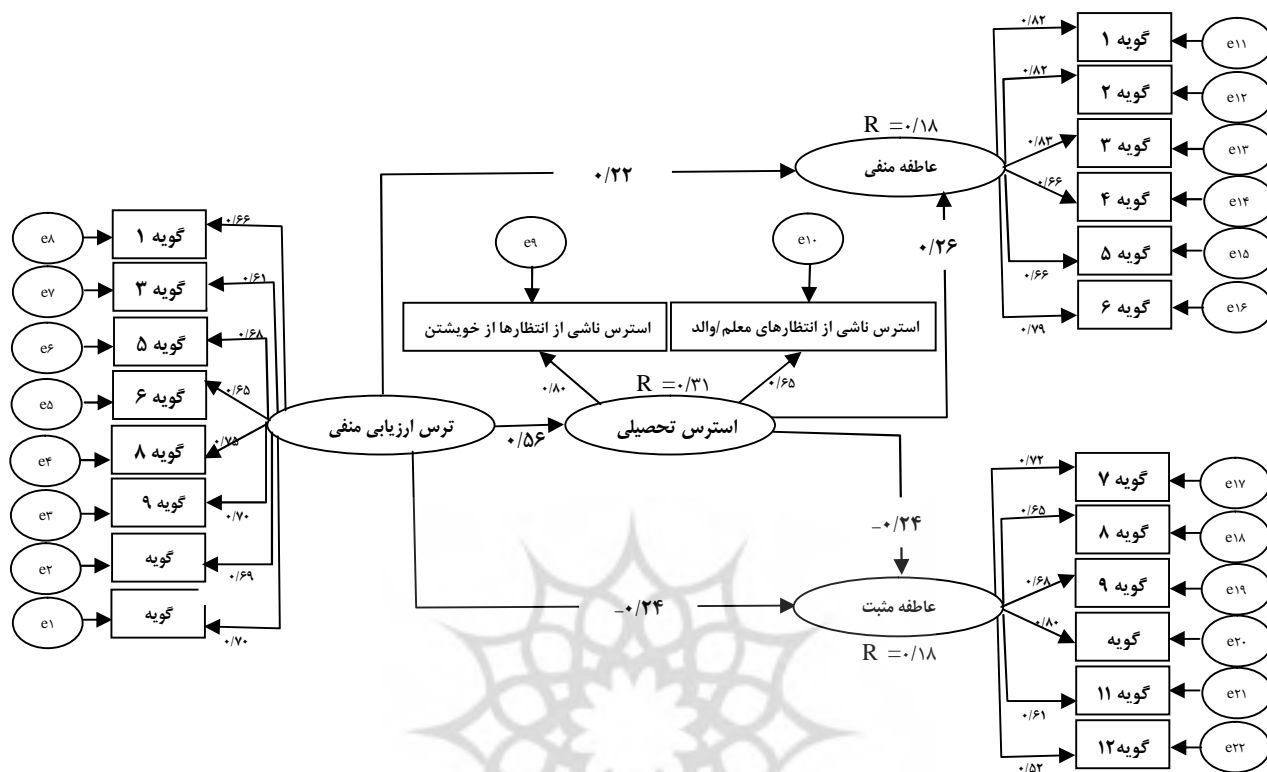 ۰/۸۲
گویه ۱
e۱۱
۰/۸۲
گویه ۲
e۱۲
R =۰/۱۸
۰/۸۳
گویه ۳
e۱۳
عاطفه منفی
۰/۲۲
۰/۶۶
گویه ۴
e۱۴
۰/۶۶
گویه ۵
e۱۵
۰/۷۹
گویه ۶
e۱۶
۰/۲۶
e۹
e۱۰
استرس ناشی از انتظارها از خویشتن
استرس ناشی از انتظارهای معلم/والد
۰/۸۰
۰/۶۵
R =۰/۳۱
استرس تحصیلی
۰/۵۶
ترس ارزیابی منفی
e۸
گویه ۱
۰/۶۶
e۷
گویه ۳
۰/۶۱
e۶
گویه ۵
۰/۶۸
e۵
گویه ۶
۰/۶۵
e۴
گویه ۸
۰/۷۵
e۳
گویه ۹
۰/۷۰
e۲
گویه
۰/۶۹
e۱
گویه
۰/۷۰
–۰/۲۴
–۰/۲۴
عاطفه مثبت
R =۰/۱۸
۰/۷۲
گویه ۷
e۱۷
۰/۶۵
گویه ۸
e۱۸
۰/۶۸
گویه ۹
e۱۹
۰/۸۰
گویه
e۲۰
۰/۶۱
گویه ۱۱
e۲۱
۰/۵۲
گویه۱۲
e۲۲